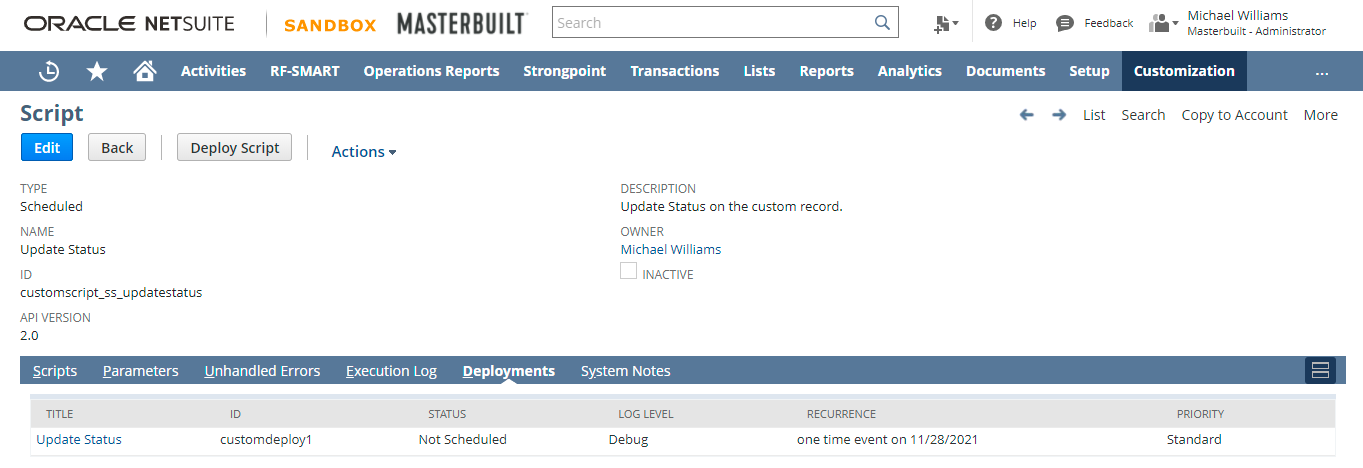 ORACLE NETSUITE SANDBOX MASTERBUILT Search Help Feedback Michael Williams
Masterbuilt - Administrator
Activities RF-SMART Operations Reports Strongpoint Transactions Lists Reports Analytics Documents Setup Customization ...
Script
List Search Copy to Account More
Edit Back Deploy Script Actions
TYPE DESCRIPTION
Scheduled Update Status on the custom record.
NAME OWNER
Update Status Michael Williams
ID INACTIVE
customscript_ss_updatestatus
API VERSION
2.0
Scripts Parameters Unhandled Errors Execution Log Deployments System Notes
TITLE ID STATUS LOG LEVEL RECURRENCE PRIORITY
Update Status customdeploy1 Not Scheduled Debug one time event on 11/28/2021 Standard